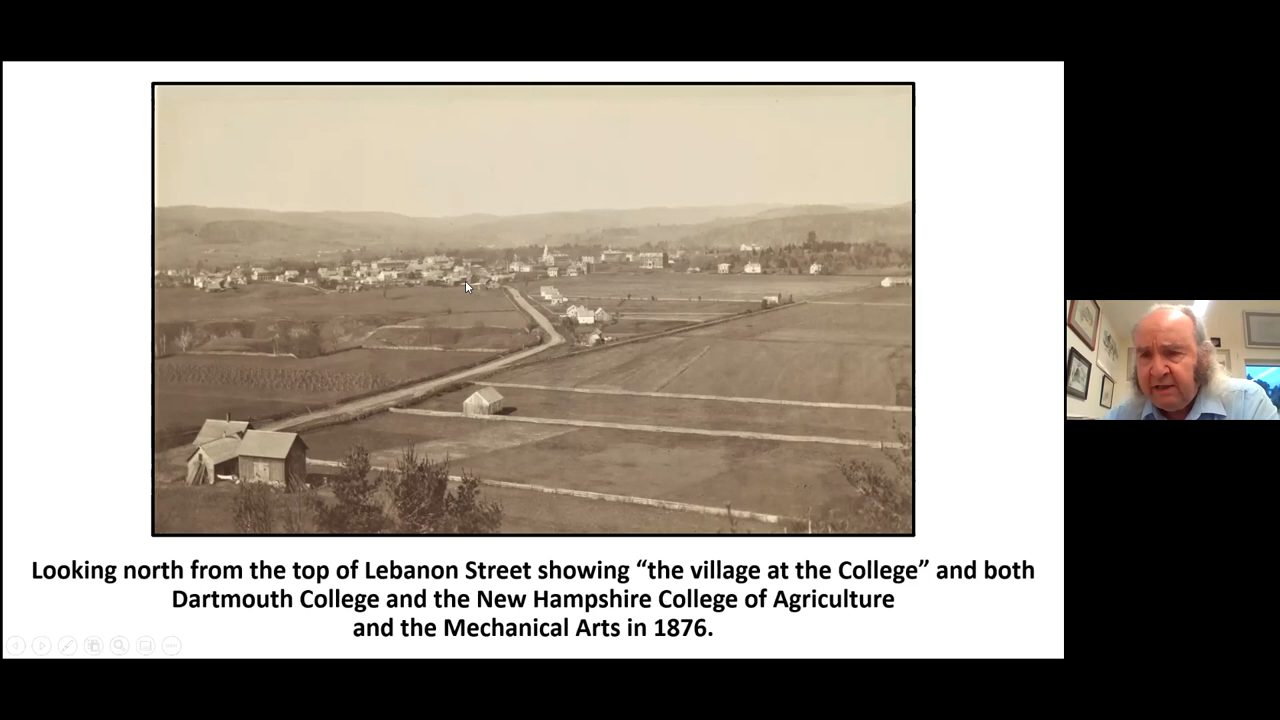 Looking north from the top of Lebanon Street showing “the village at the College” and both
Dartmouth College and the New Hampshire College of Agriculture
and the Mechanical Arts in 1876.